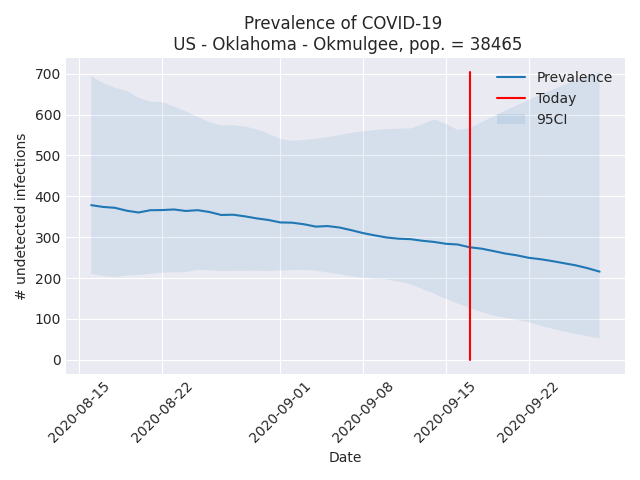 Prevalence of COVID-19
US - Oklahoma - Okmulgee, pop. = 38465
700
600
500
400
300
200
100
0
# undetected infections
Prevalence
Today
95CI
2020-08-15
2020-08-22
2020-09-01
2020-09-08
2020-09-15
2020-09-22
Date